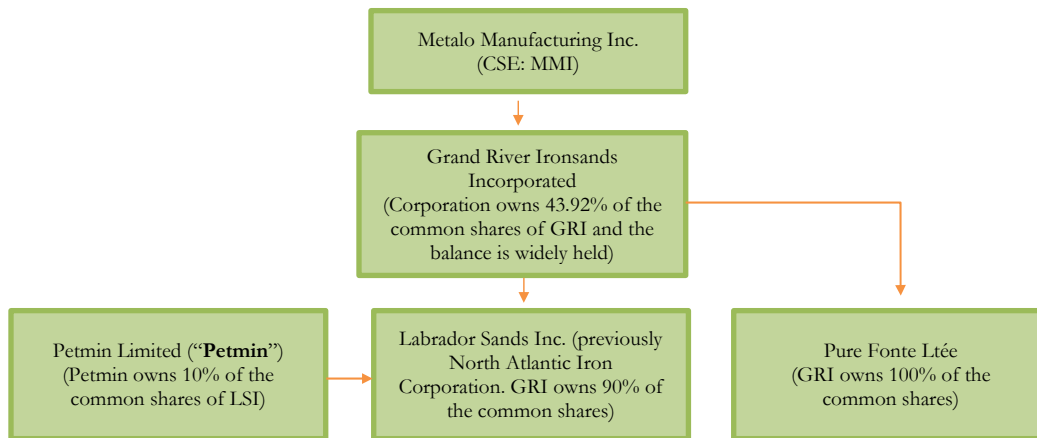 Metalo Manufacturing Inc.
(CSE: MMI)
Grand River Ironsands
Incorporated
(Corporation owns 43.92% of the
common shares of GRI and the
balance is widely held)
Petmin Limited (“Petmin”)
(Petmin owns 10% of the
common shares of LSI)
Labrador Sands Inc. (previously
North Atlantic Iron
Corporation. GRI owns 90% of
the common shares)
Pure Fonte Ltée
(GRI owns 100% of the
common shares)